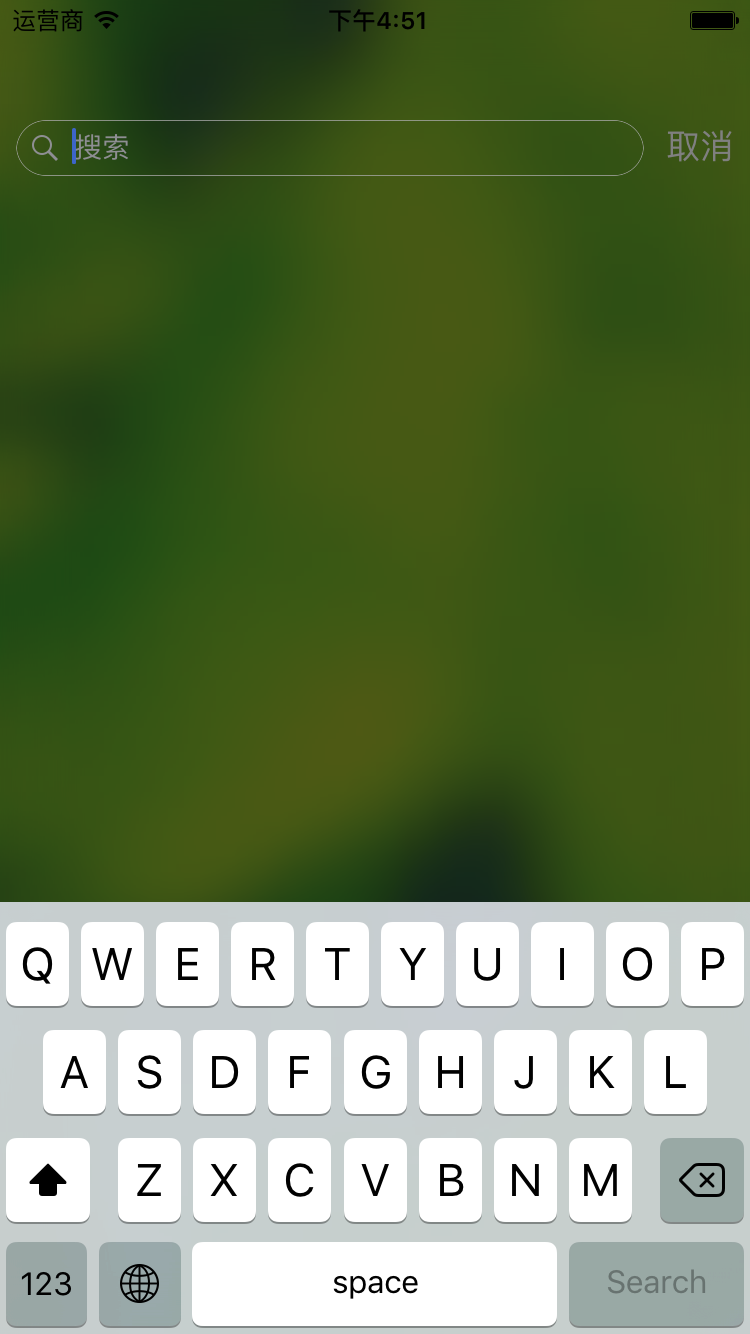 运营商 下午4:51
搜索 取消
Q W E R T Y U I O P
A S D F G H J K L
Z X C V B N M
123 space Search